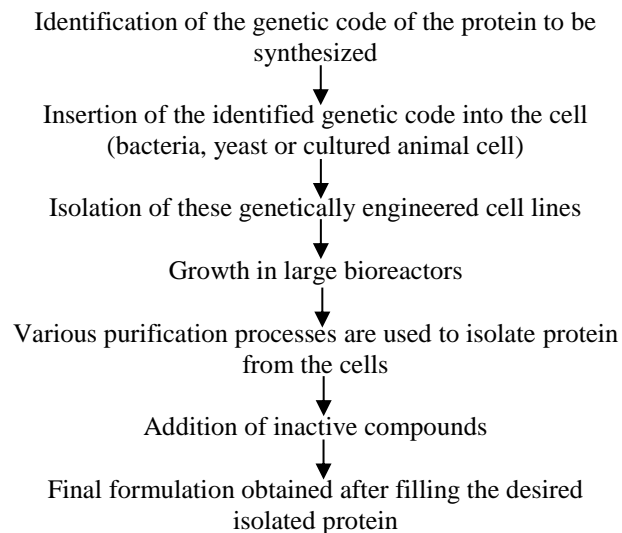 Identification of the genetic code of the protein to be
synthesized
Insertion of the identified genetic code into the cell
(bacteria, yeast or cultured animal cell)
Isolation of these genetically engineered cell lines
Growth in large bioreactors
Various purification processes are used to isolate protein
from the cells
Addition of inactive compounds
Final formulation obtained after filling the desired
isolated protein